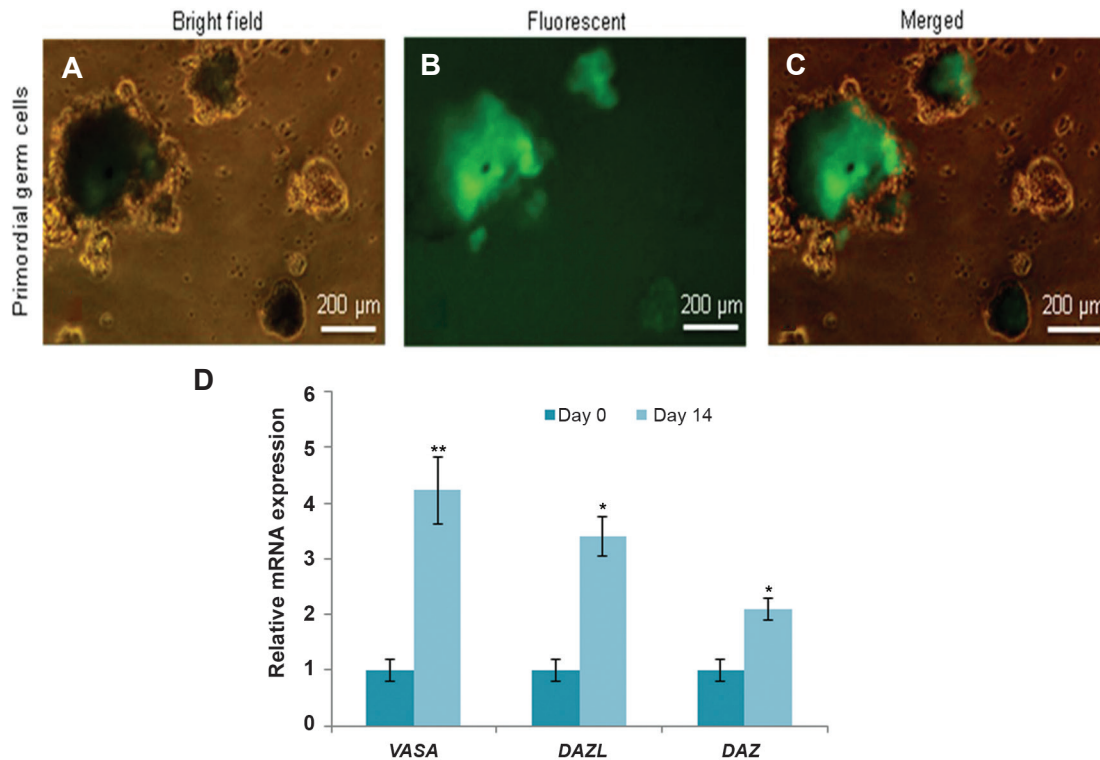 Bright field Fluorescent Merged
Primordial germ cells
A B C
200 µm 200 µm 200 µm
D
6
5
4
3
2
1
0
Relative mRNA expression
Day 0 Day 14
** * *
VASA DAZL DAZ